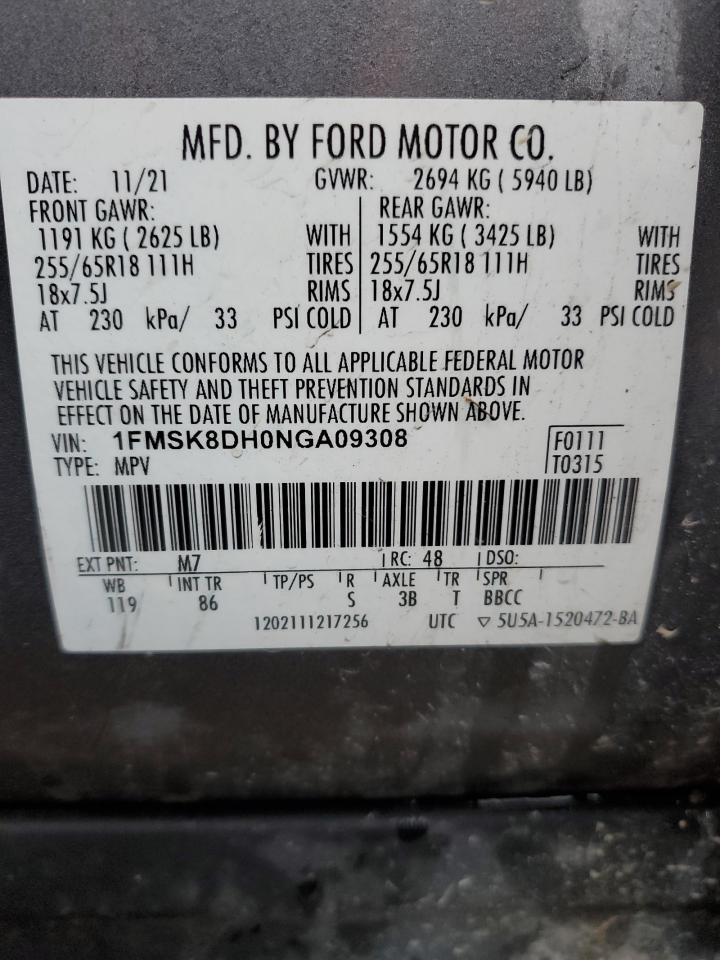 MFD. BY FORD MOTOR CO.
DATE: 11/21 GVWR: 2694 KG ( 5940 LB)
FRONT GAWR: REAR GAWR:
1191 KG ( 2625 LB) WITH 1554 KG ( 3425 LB) WITH
255/65R18 111H TIRES 255/65R18 111H TIRES
18x7.5J RIMS 18x7.5J RIMS
AT 230 kPa/ 33 PSI COLD AT 230 kPa/ 33 PSI COLD
THIS VEHICLE CONFORMS TO ALL APPLICABLE FEDERAL MOTOR
VEHICLE SAFETY AND THEFT PREVENTION STANDARDS IN
EFFECT ON THE DATE OF MANUFACTURE SHOWN ABOVE.
VIN: 1FMSK8DH0NGA09308 F0111
TYPE: MPV T0315
EXT PNT: M7 RC: 48 DSO:
WB INT TR TP/PS R AXLE TR SPR
119 86 S 3B T BBCC
1202111217256 UTC ▽ 5U5A-1520472-BA